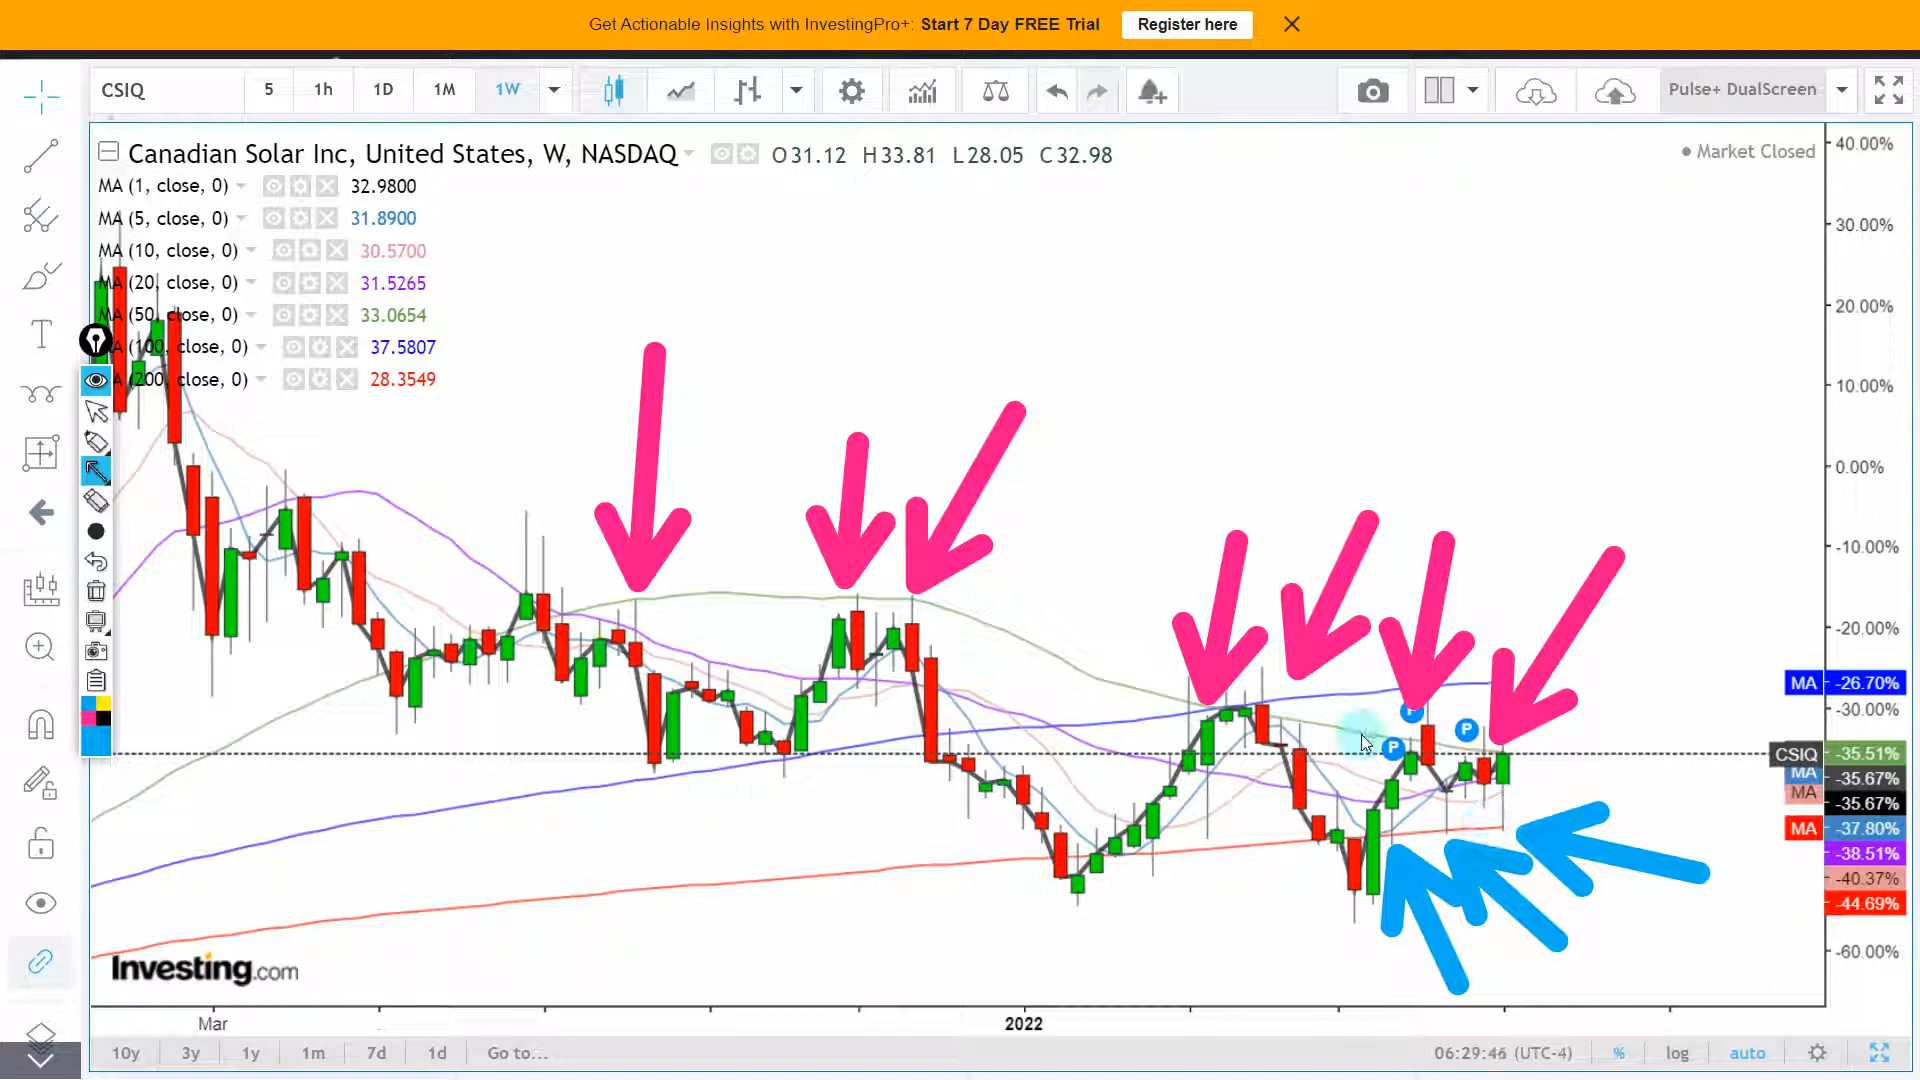 Get Actionable Insights with InvestingPro+: Start 7 Day FREE Trial Register here
CSIQ 5 1h 1D 1M 1W Pulse+ DualScreen
Canadian Solar Inc, United States, W, NASDAQ O31.12 H33.81 L28.05 C32.98
Market Closed
MA (1, close, 0) 32.9800
MA (5, close, 0) 31.8900
MA (10, close, 0) 30.5700
MA (20, close, 0) 31.5265
MA (50, close, 0) 33.0654
A (100, close, 0) 37.5807
A (200, close, 0) 28.3549
40.00%
30.00%
20.00%
10.00%
0.00%
-10.00%
-20.00%
MA -26.70%
-30.00%
P
P
P
CSIQ -35.51%
MA -35.67%
MA -35.67%
MA -37.80%
-38.51%
-40.37%
-44.69%
-60.00%
Investing.com
Mar 2022
10y 3y 1y 1m 7d 1d Go to... 06:29:46 (UTC-4) % log auto